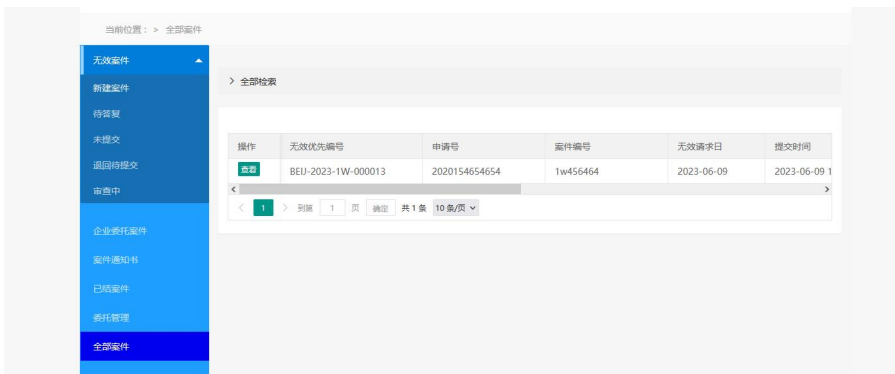 当前位置： > 全部案件
无效案件
新建案件
待答复
未提交
退回待提交
审查中
企业委托案件
案件通知书
已结案件
委托管理
全部案件
> 全部检索
操作 无效优先编号 申请号 案件编号 无效请求日 提交时间
查看 BEIJ-2023-1W-000013 2020154654654 1w456464 2023-06-09 2023-06-09 1
< 1 > 到第 1 页 确定 共 1 条 10 条/页